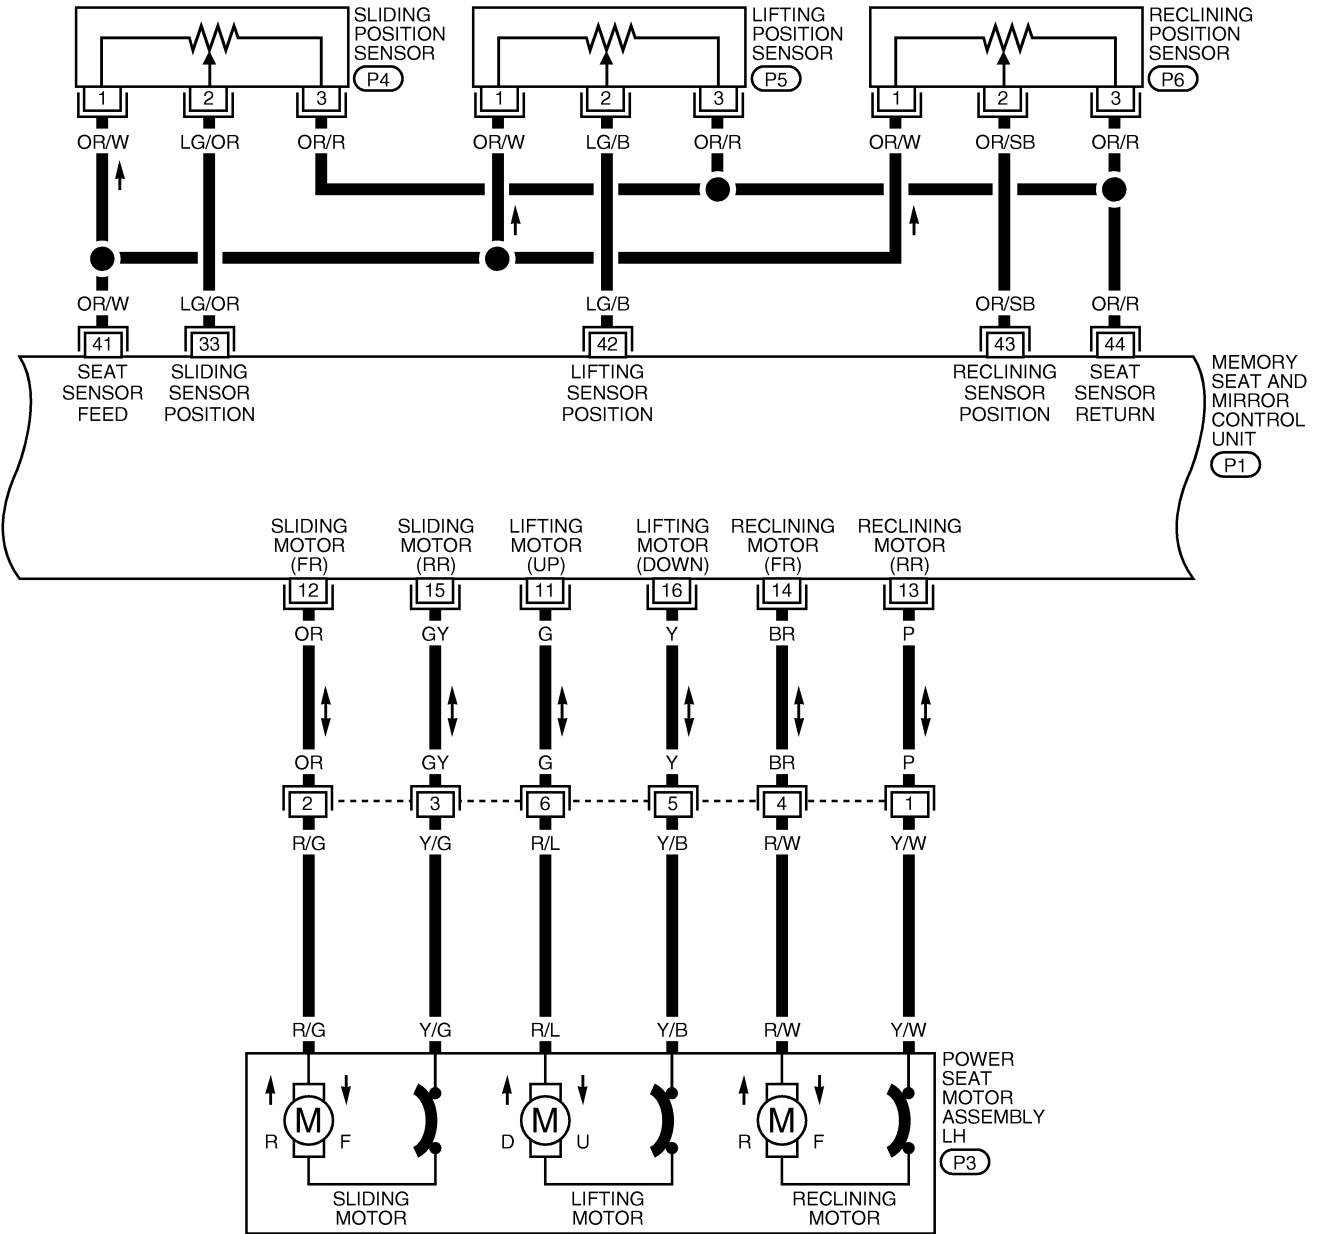 SLIDING
POSITION
SENSOR
P4
LIFTING
POSITION
SENSOR
P5
RECLINING
POSITION
SENSOR
P6
1 2 3 1 2 3 1 2 3
OR/W LG/OR OR/R OR/W LG/B OR/R OR/W OR/SB OR/R
OR/W LG/OR LG/B OR/SB OR/R
41 33 42 43 44
SEAT
SENSOR
FEED
SLIDING
SENSOR
POSITION
LIFTING
SENSOR
POSITION
RECLINING
SENSOR
POSITION
SEAT
SENSOR
RETURN
MEMORY
SEAT AND
MIRROR
CONTROL
UNIT
P1
SLIDING
MOTOR
(FR)
SLIDING
MOTOR
(RR)
LIFTING
MOTOR
(UP)
LIFTING
MOTOR
(DOWN)
RECLINING
MOTOR
(FR)
RECLINING
MOTOR
(RR)
12 15 11 16 14 13
OR GY G Y BR P
OR GY G Y BR P
2 3 6 5 4 1
R/G Y/G R/L Y/B R/W Y/W
R/G Y/G R/L Y/B R/W Y/W
R M F D M U R M F
SLIDING
MOTOR
LIFTING
MOTOR
RECLINING
MOTOR
POWER
SEAT
MOTOR
ASSEMBLY
LH
P3